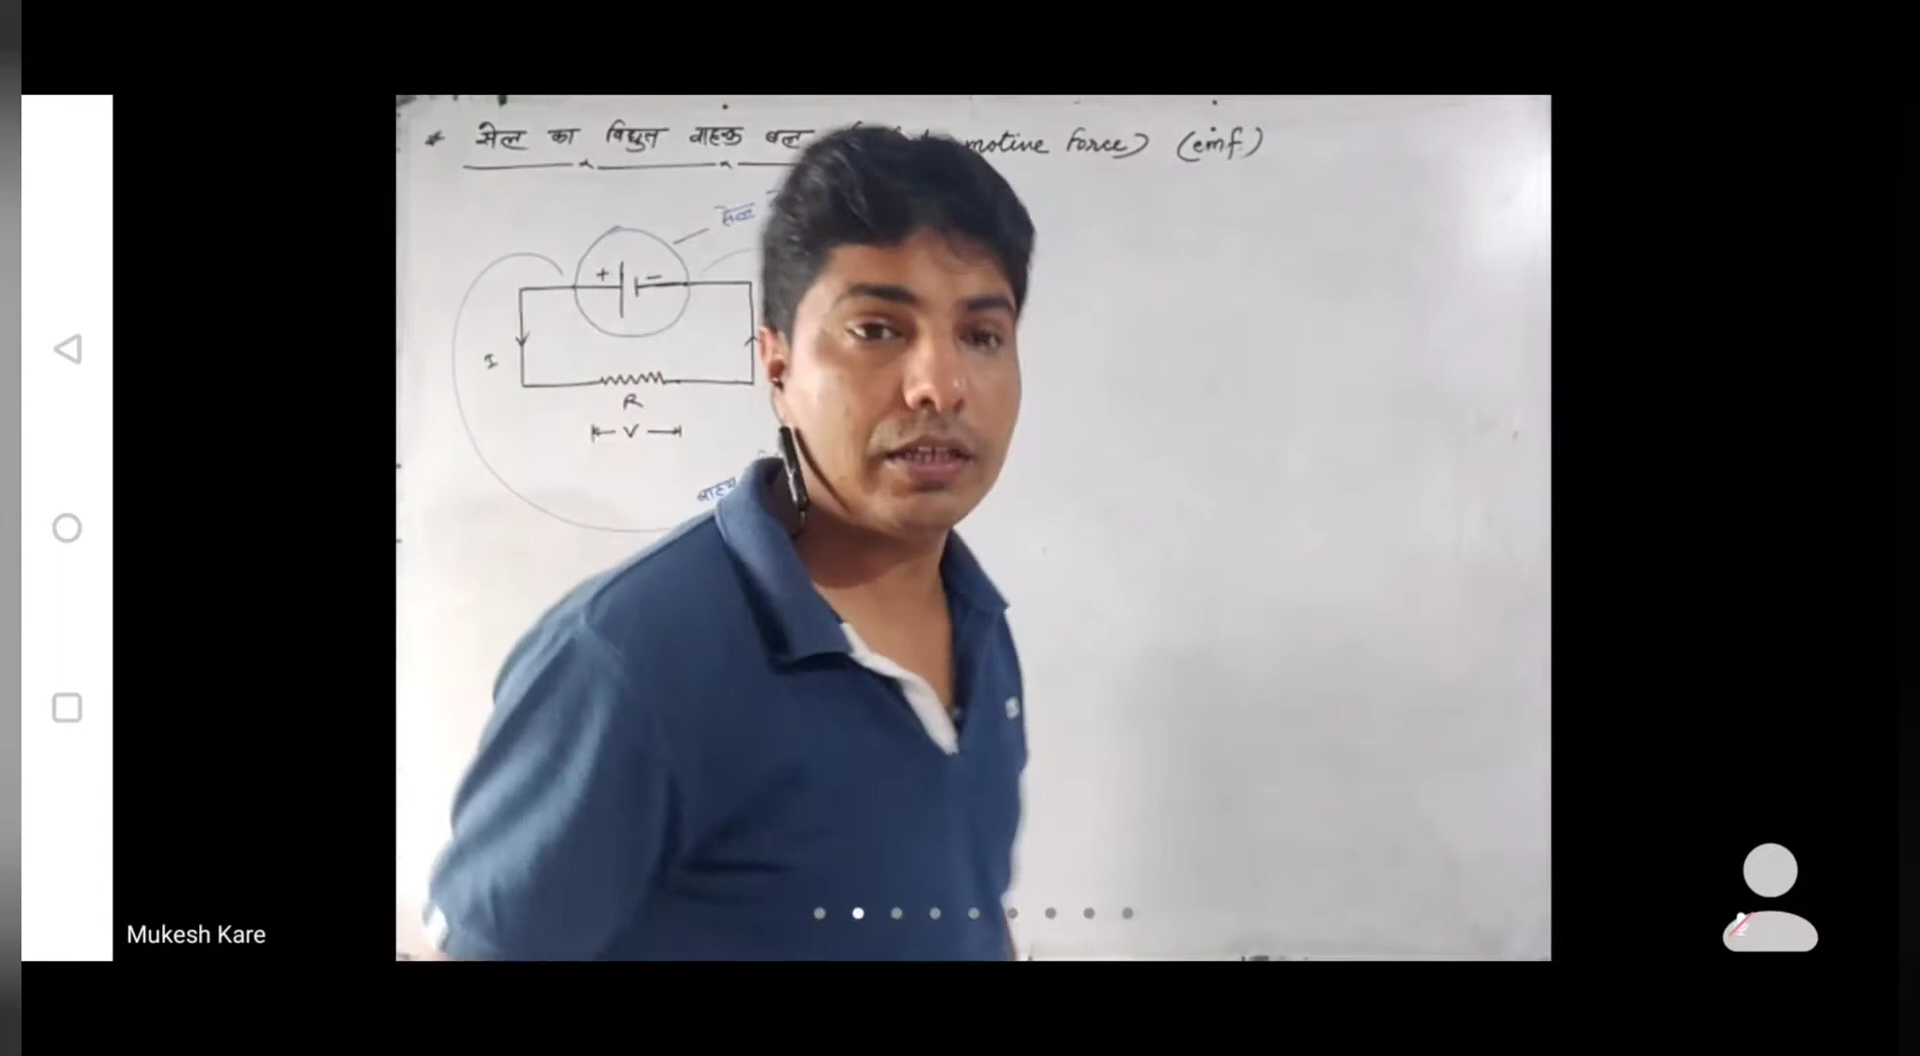 * सेल का विद्युत वाहक बल motive force) (emf.)
सेल
+ −
I
R
V
बाह्य
Mukesh Kare